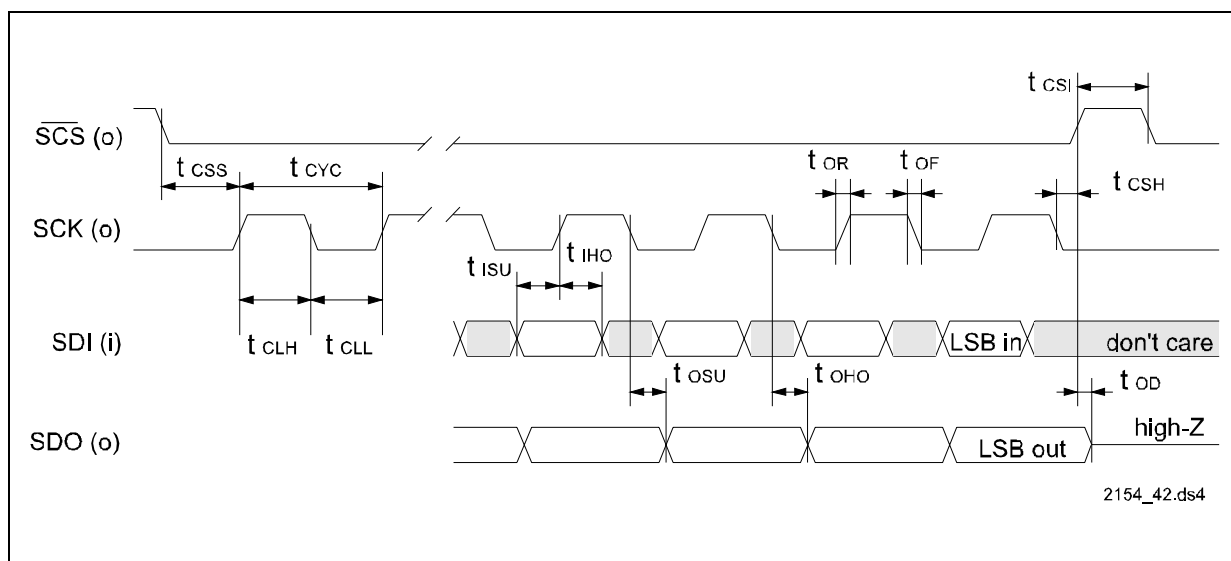 t CSI
SCS (o)
t CSS
t CYC
t OR
t OF
t CSH
SCK (o)
t ISU
t IHO
t CLH
t CLL
SDI (i)
LSB in
don't care
t OSU
t OHO
t OD
SDO (o)
LSB out
high-Z
2154_42.ds4